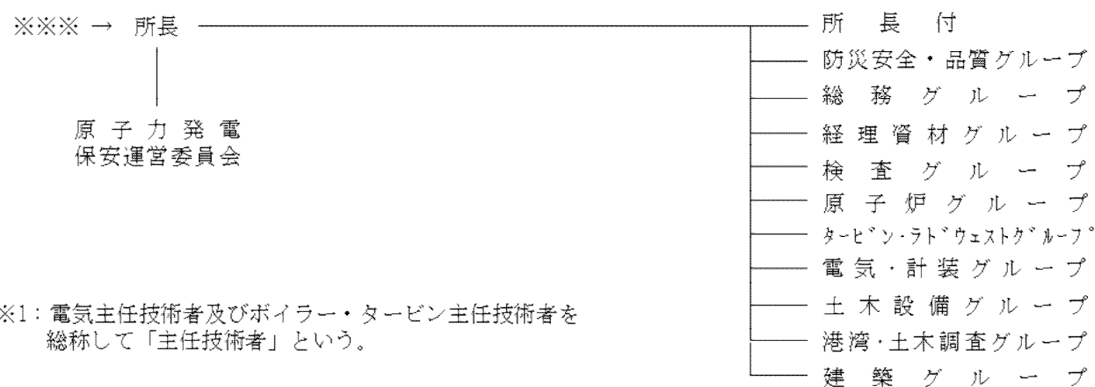 ※※※ → 所長
原子力発電
保安運営委員会
所長付
防災安全・品質グループ
総務グループ
経理資材グループ
検査グループ
原子炉グループ
ﾀｰﾋﾞﾝ・ﾗﾄﾞｳｪｽﾄｸﾞﾙｰﾌﾟ
電気・計装グループ
土木設備グループ
港湾・土木調査グループ
建築グループ
※1：電気主任技術者及びボイラー・タービン主任技術者を
総称して「主任技術者」という。